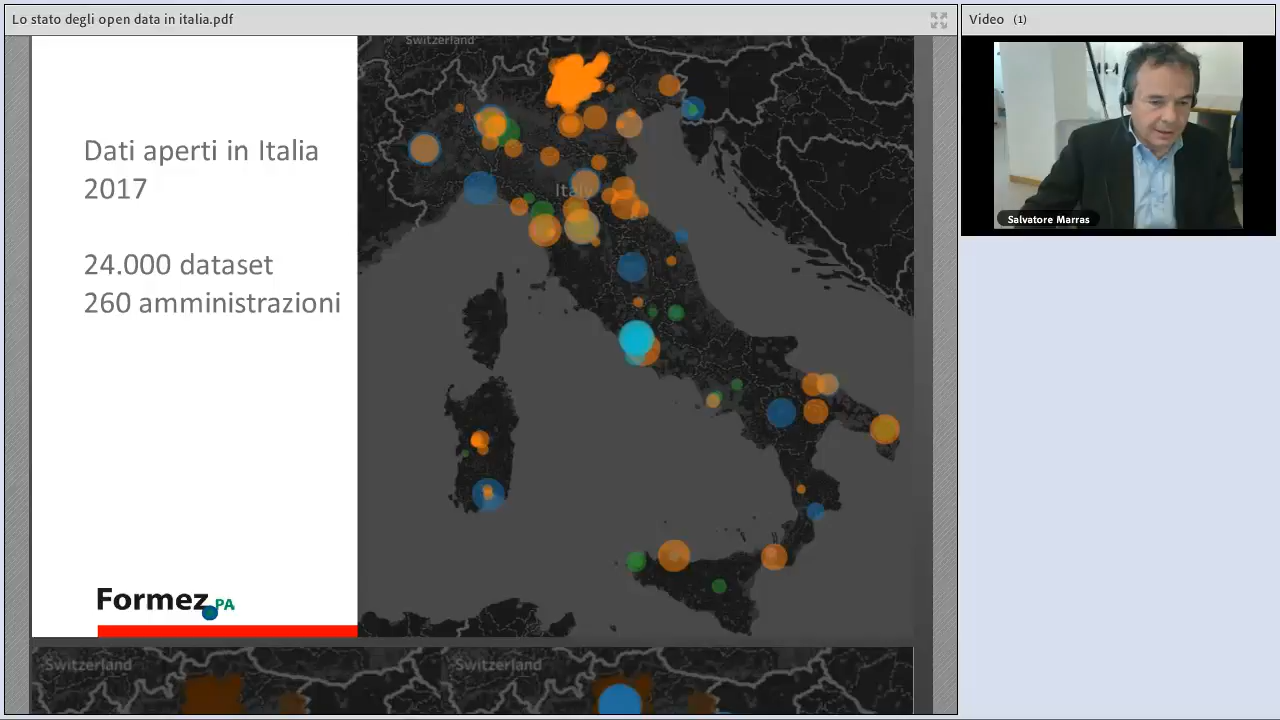 Lo stato degli open data in italia.pdf
Video (1)
Salvatore Marras
Dati aperti in Italia
2017
24.000 dataset
260 amministrazioni
Formez PA
Switzerland
Italy
Switzerland
Switzerland